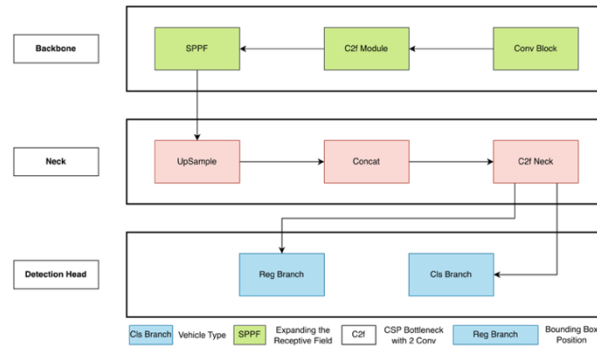 Backbone
SPPF
C2f Module
Conv Block
Neck
UpSample
Concat
C2f Neck
Detection Head
Reg Branch
Cls Branch
Cls Branch
Vehicle Type
SPPF
Expanding the
Receptive Field
C2f
CSP Bottleneck
with 2 Conv
Reg Branch
Bounding Box
Position